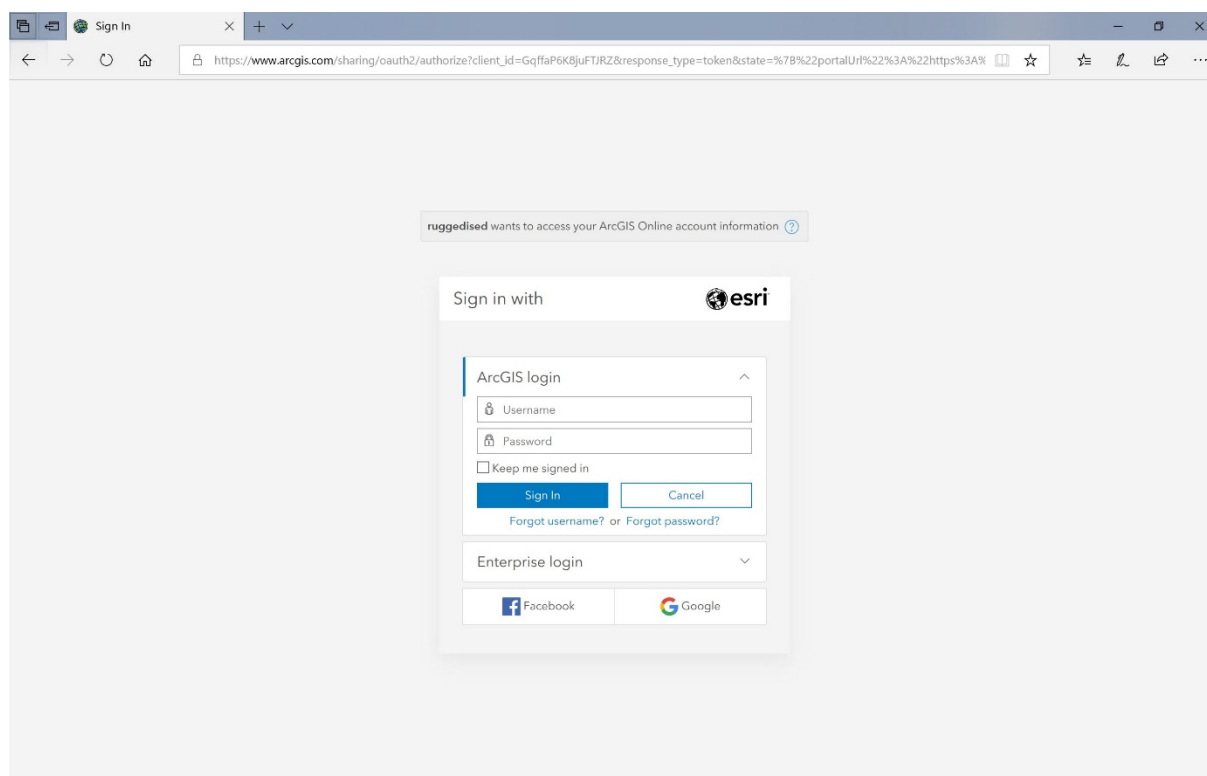 Sign In
https://www.arcgis.com/sharing/oauth2/authorize?client_id=GqffaP6K8juFTJRZ&response_type=token&state=%7B%22portalUrl%22%3A%22https%3A%
ruggedised wants to access your ArcGIS Online account information ?
Sign in with esri
ArcGIS login
Username
Password
Keep me signed in
Sign In Cancel
Forgot username? or Forgot password?
Enterprise login
Facebook Google